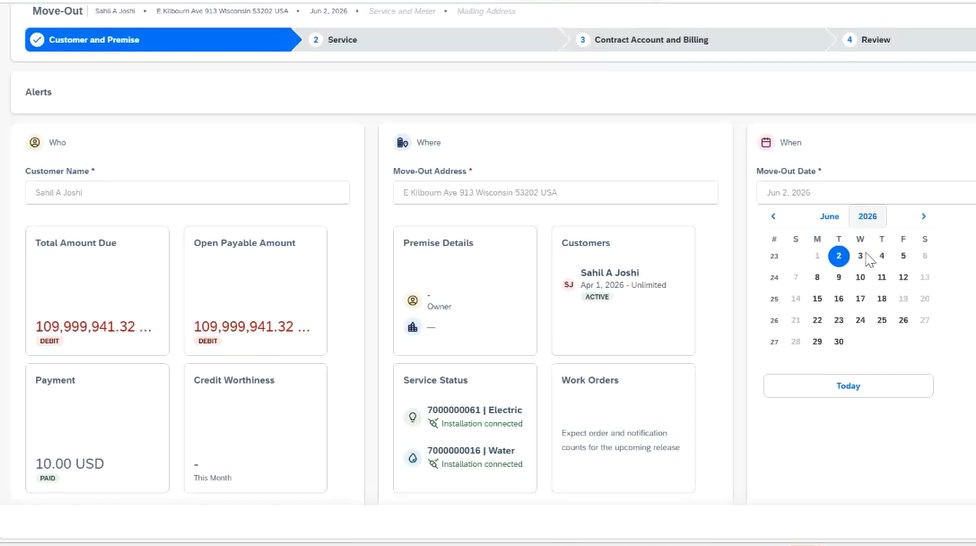 Move-Out Sahil A Joshi • E Kilbourn Ave 913 Wisconsin 53202 USA • Jun 2, 2026 • Service and Meter • Mailing Address
Customer and Premise
2 Service
3 Contract Account and Billing
4 Review
Alerts
Who
Customer Name *
Sahil A Joshi
Total Amount Due
109,999,941.32 ...
DEBIT
Open Payable Amount
109,999,941.32 ...
DEBIT
Payment
10.00 USD
PAID
Credit Worthiness
-
This Month
Where
Move-Out Address *
E Kilbourn Ave 913 Wisconsin 53202 USA
Premise Details
-
Owner
—
Customers
SJ Sahil A Joshi
Apr 1, 2026 - Unlimited
ACTIVE
Service Status
7000000061 | Electric
Installation connected
7000000016 | Water
Installation connected
Work Orders
Expect order and notification
counts for the upcoming release
When
Move-Out Date *
Jun 2, 2026
June 2026
# S M T W T F S
23 1 2 3 4 5 6
24 7 8 9 10 11 12 13
25 14 15 16 17 18 19 20
26 21 22 23 24 25 26 27
27 28 29 30
Today